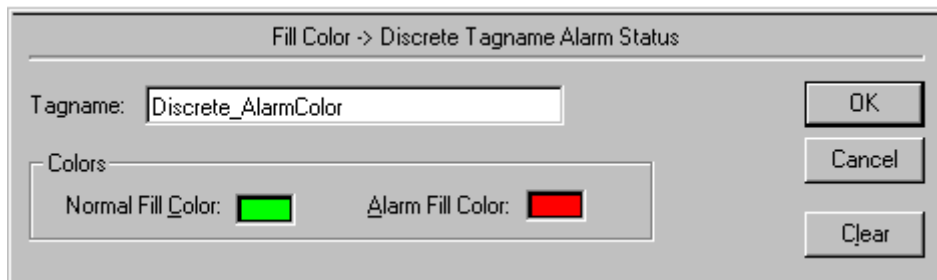 Fill Color -> Discrete Tagname Alarm Status
Tagname: Discrete_AlarmColor
OK
Colors
Cancel
Normal Fill Color: Alarm Fill Color:
Clear